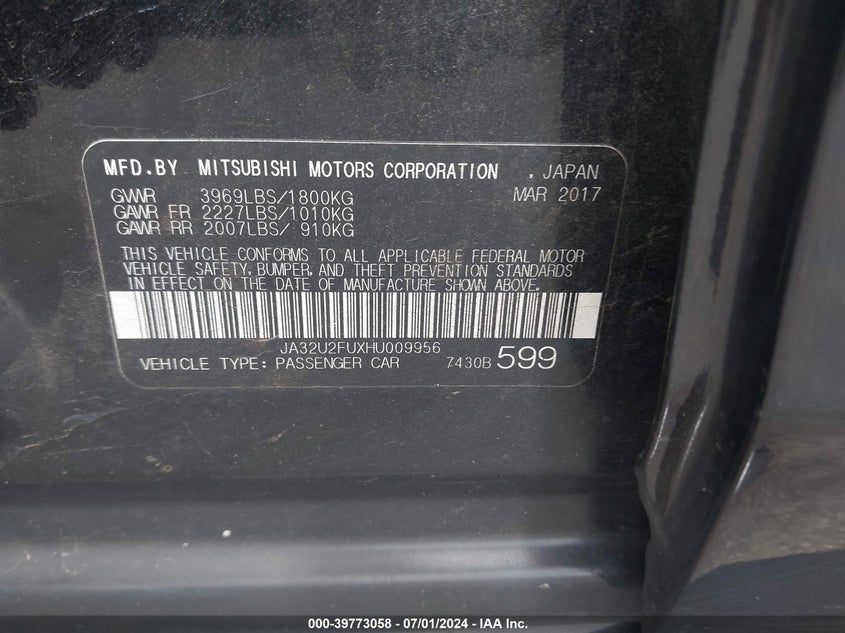 MFD.BY MITSUBISHI MOTORS CORPORATION , JAPAN
MAR 2017
GVWR 3969LBS/1800KG
GAWR FR 2227LBS/1010KG
GAWR RR 2007LBS/ 910KG
THIS VEHICLE CONFORMS TO ALL APPLICABLE FEDERAL MOTOR
VEHICLE SAFETY, BUMPER, AND THEFT PREVENTION STANDARDS
IN EFFECT ON THE DATE OF MANUFACTURE SHOWN ABOVE.
JA32U2FUXHU009956
VEHICLE TYPE: PASSENGER CAR 7430B 599
000-39773058 - 07/01/2024 - IAA Inc.